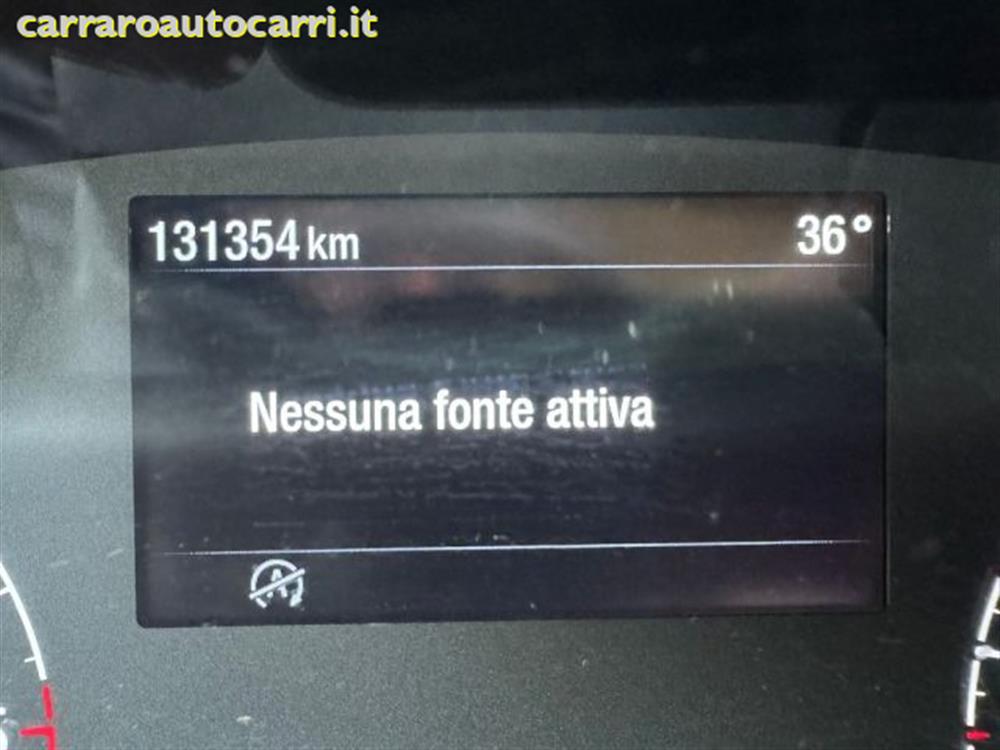 carraroautocarri.it
131354 km 36°
Nessuna fonte attiva
A